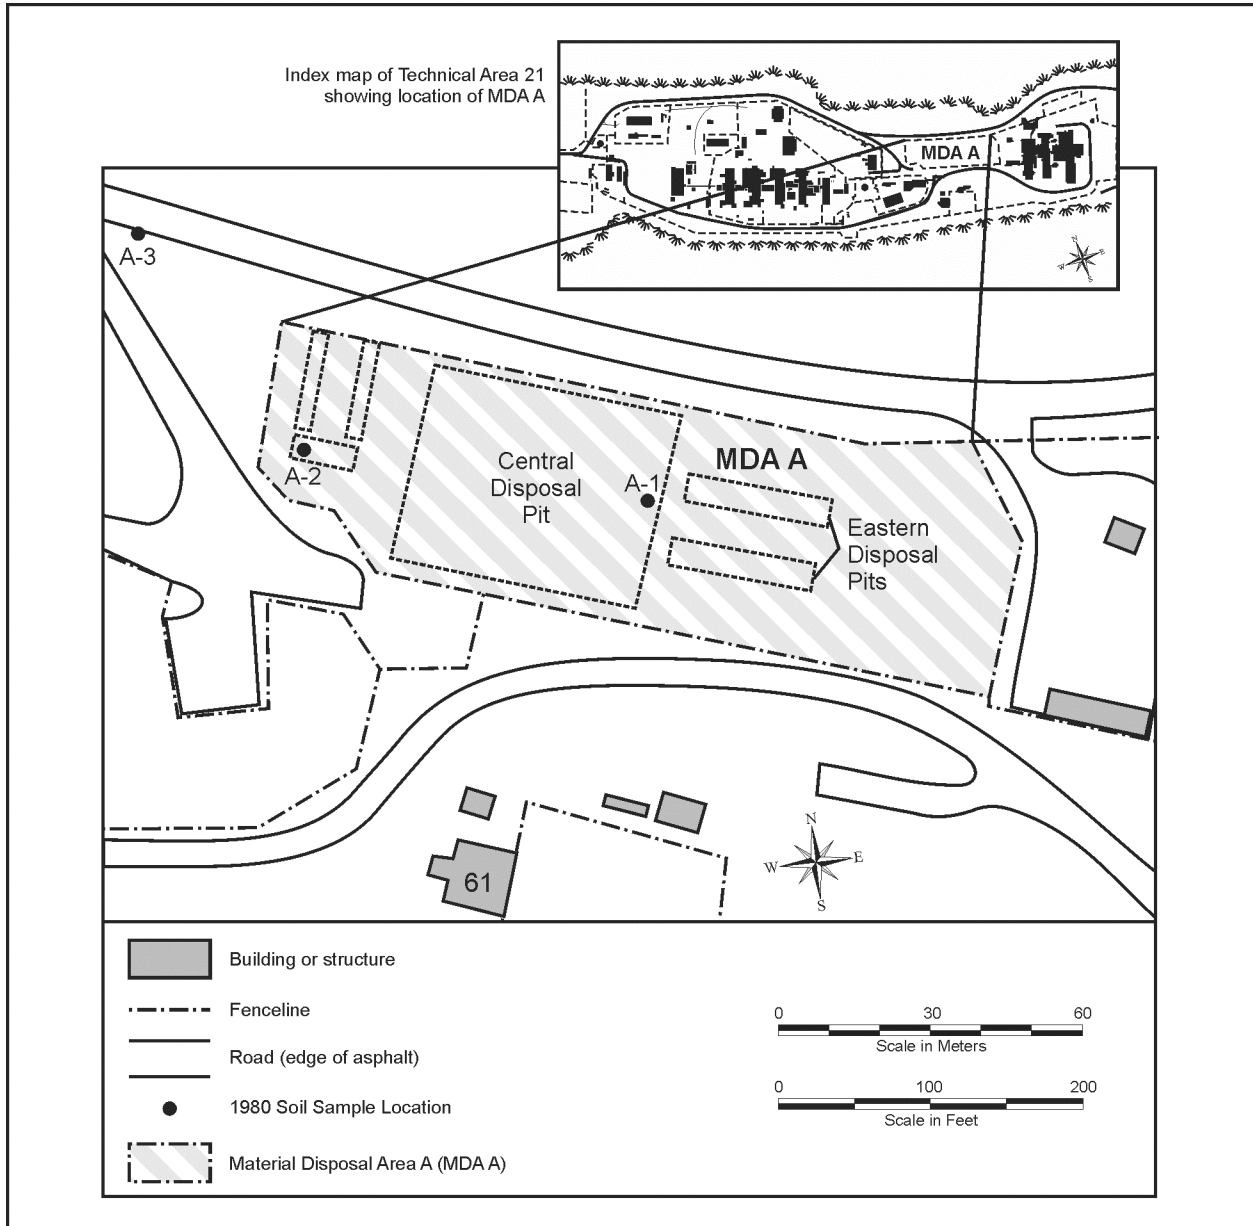 Index map of Technical Area 21
showing location of MDA A
MDA A
N
W E
S
A-3
A-2
Central
Disposal
Pit
A-1
MDA A
Eastern
Disposal
Pits
61
N
W E
S
Building or structure
Fenceline
Road (edge of asphalt)
1980 Soil Sample Location
Material Disposal Area A (MDA A)
0 30 60
Scale in Meters
0 100 200
Scale in Feet